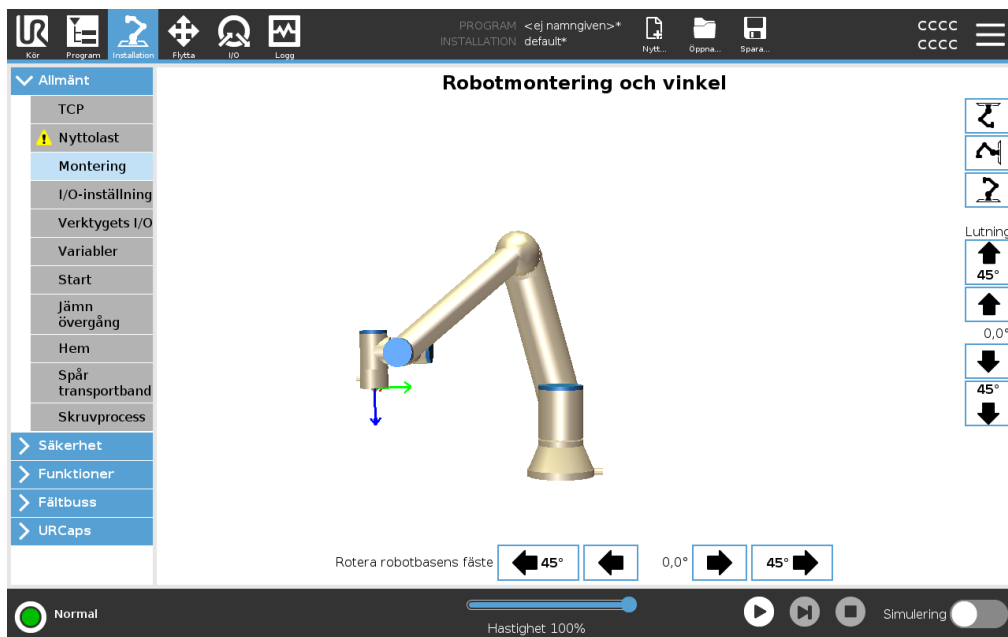 PROGRAM <ej namngiven>*
INSTALLATION default*
CCCC
CCCC
Kör
Program
Installation
Flytta
I/O
Logg
Nytt...
Öppna...
Spara...
Allmänt
TCP
Nyttolast
Montering
I/O-inställning
Verktygets I/O
Variabler
Start
Jämn
övergång
Hem
Spår
transportband
Skruvprocess
Säkerhet
Funktioner
Fältbuss
URCaps
Robotmontering och vinkel
Lutning
45°
0,0°
45°
Rotera robotbasens fäste
45°
0,0°
45°
Normal
Hastighet 100%
Simulering